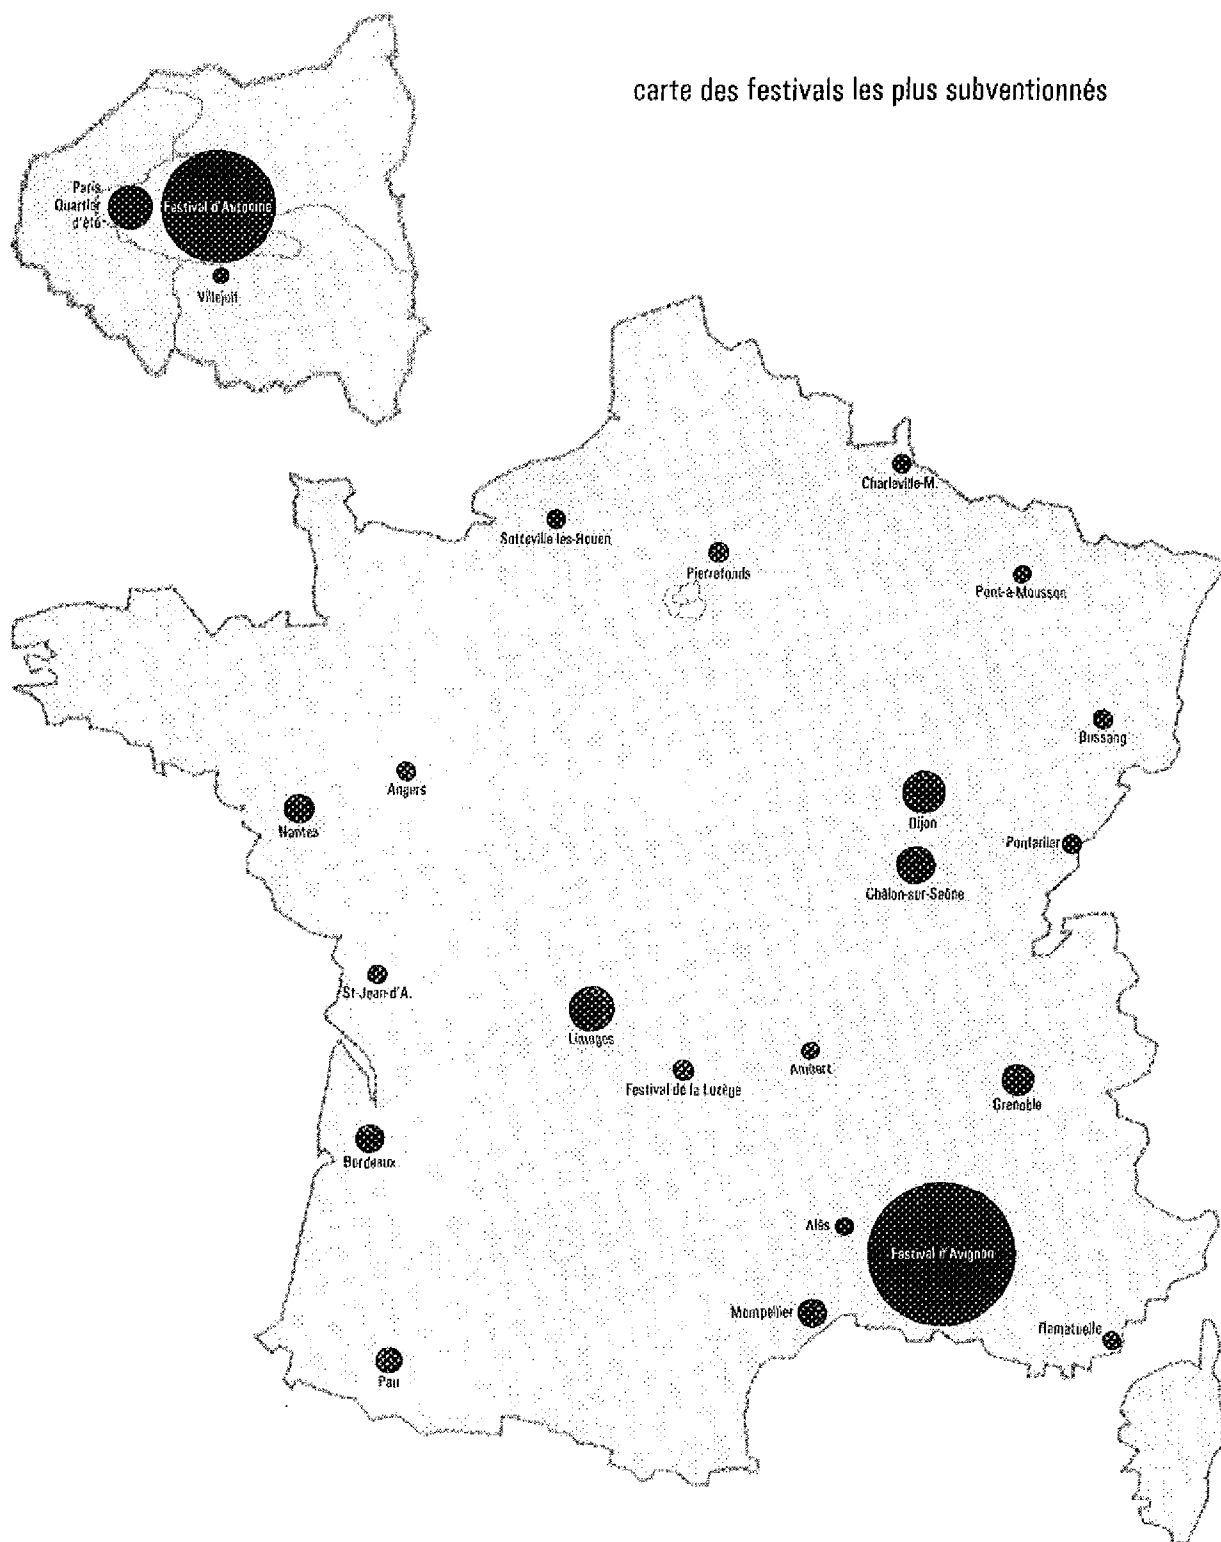 carte des festivals les plus subventionnés
Paris
Quartier
d'été
Festival d'Automne
Villejuif
Charleville-M.
Sotteville-lès-Rouen
Pierrefonds
Pont-à-Mousson
Bussang
Angers
Nantes
Dijon
Pontarlier
Châlon-sur-Saône
St-Jean-d'A.
Limoges
Festival de la Luzège
Ambert
Grenoble
Bordeaux
Alès
Festival d'Avignon
Montpellier
Ramatuelle
Pau